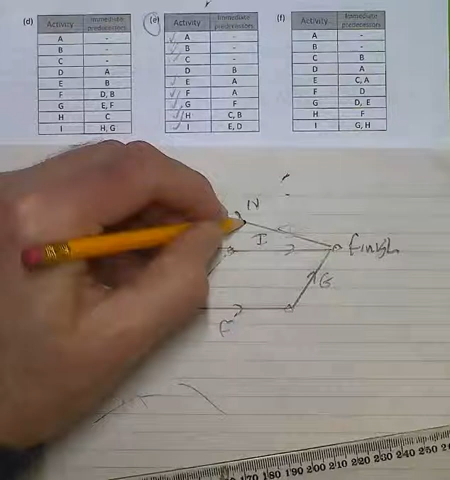 (d) Activity Immediate predecessors
A -
B -
C -
D A
E B
F D, B
G E, F
H C
I H, G
(e) Activity Immediate predecessors
A -
B -
C -
D B
E A
F A
G F
H C, B
I E, D
(f) Activity Immediate predecessors
A -
B -
C B
D A
E C, A
F D
G D, E
H F
I G, H
I
finish
G
F
160 170 180 190 200 210 220 230 240 250